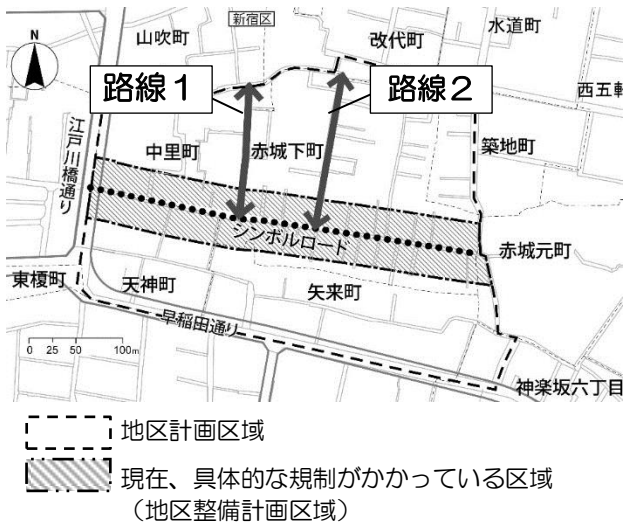 新宿区
山吹町
改代町
水道町
N
路線1
路線2
西五軒
江戸川橋通り
中里町
赤城下町
築地町
シンボルロード
赤城元町
東榎町
天神町
矢来町
早稲田通り
0 25 50 100m
神楽坂六丁目
地区計画区域
現在、具体的な規制がかかっている区域
（地区整備計画区域）